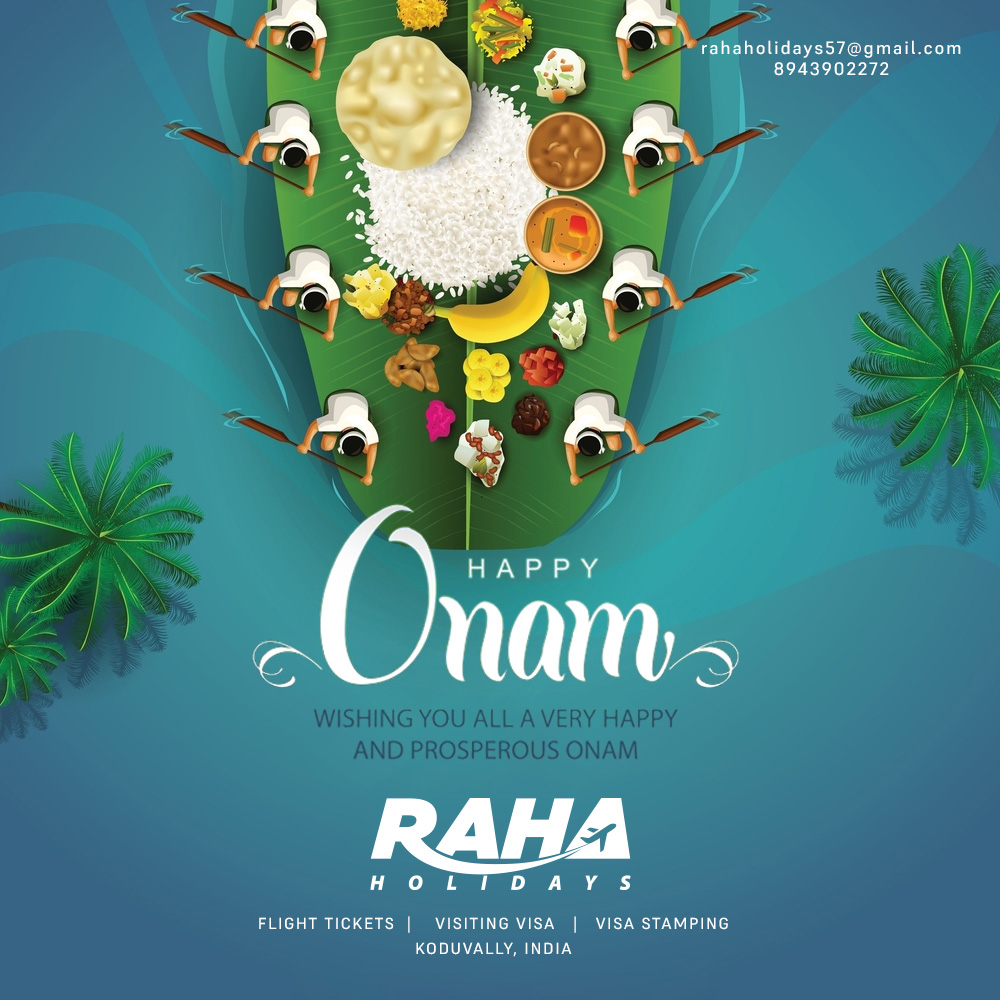 rahaholidays57@gmail.com
8943902272
HAPPY
Onam
WISHING YOU ALL A VERY HAPPY
AND PROSPEROUS ONAM
RAHA
HOLIDAYS
FLIGHT TICKETS | VISITING VISA | VISA STAMPING
KODUVALLY, INDIA